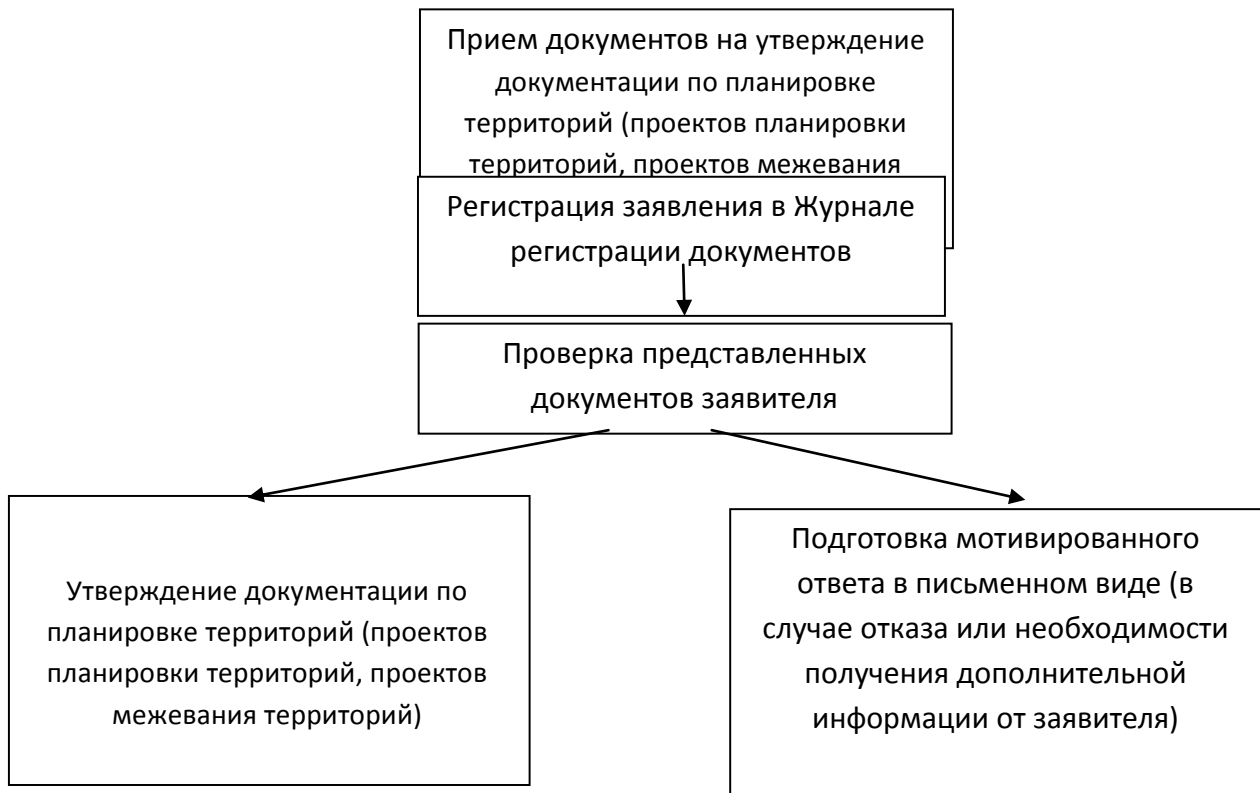 Прием документов на утверждение
документации по планировке
территорий (проектов планировки
территорий, проектов межевания
Регистрация заявления в Журнале
регистрации документов
Проверка представленных
документов заявителя
Утверждение документации по
планировке территорий (проектов
планировки территорий, проектов
межевания территорий)
Подготовка мотивированного
ответа в письменном виде (в
случае отказа или необходимости
получения дополнительной
информации от заявителя)